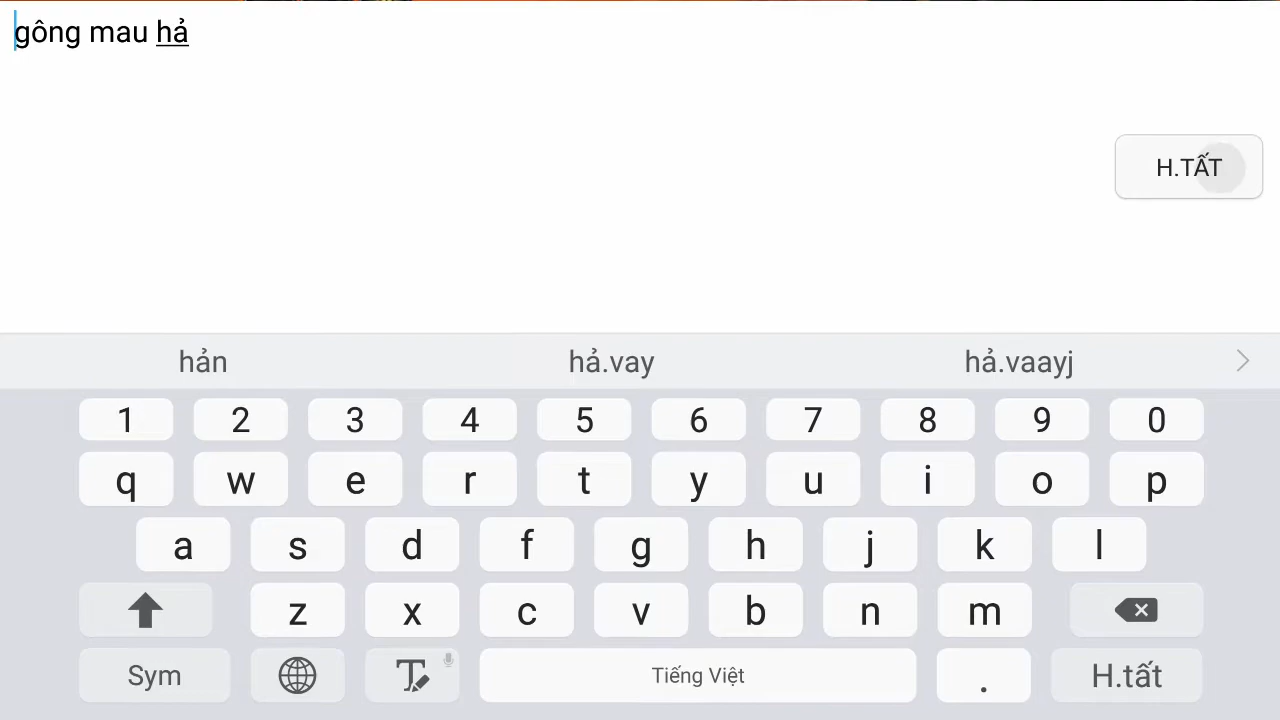 gông mau hả
H.TẤT
hản hả.vay hả.vaayj
1 2 3 4 5 6 7 8 9 0
q w e r t y u i o p
a s d f g h j k l
z x c v b n m
Sym T Tiếng Việt . H.tất